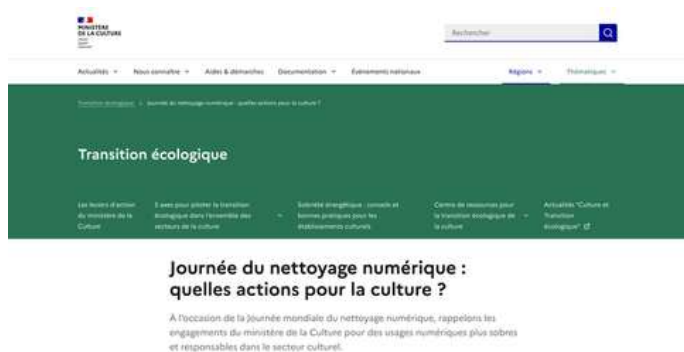 MINISTÈRE
DE LA CULTURE
Rechercher
Actualités Nous connaître Aides & démarches Documentation Événements nationaux Régions Thématiques
Transition écologique > Journée du nettoyage numérique : quelles actions pour la culture ?
Transition écologique
Les leviers d'action
du ministère de la
Culture
5 axes pour piloter la transition
écologique dans l'ensemble des
secteurs de la culture
Sobriété énergétique : conseils et
bonnes pratiques pour les
établissements culturels
Centre de ressources pour
la transition écologique de
la culture
Actualités "Culture et
Transition
écologique"
Journée du nettoyage numérique :
quelles actions pour la culture ?
À l'occasion de la Journée mondiale du nettoyage numérique, rappelons les
engagements du ministère de la Culture pour des usages numériques plus sobres
et responsables dans le secteur culturel.